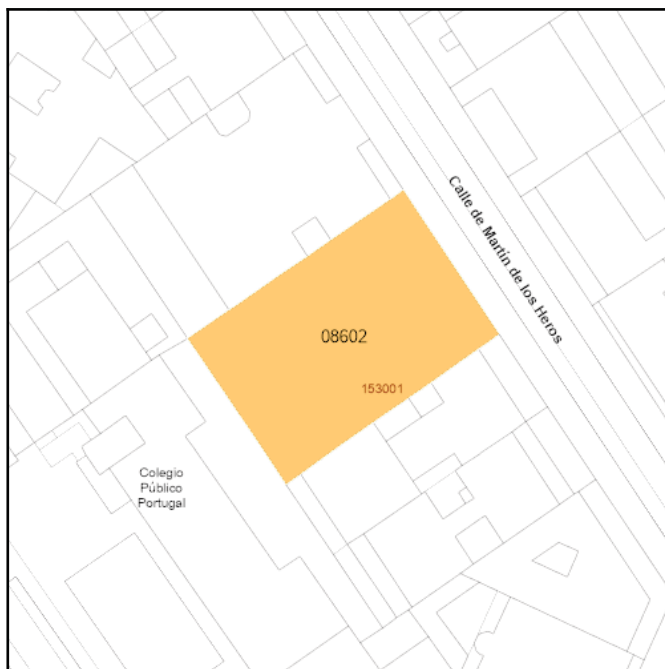 Calle de Martín de los Heros
08602
153001
Colegio
Público
Portugal